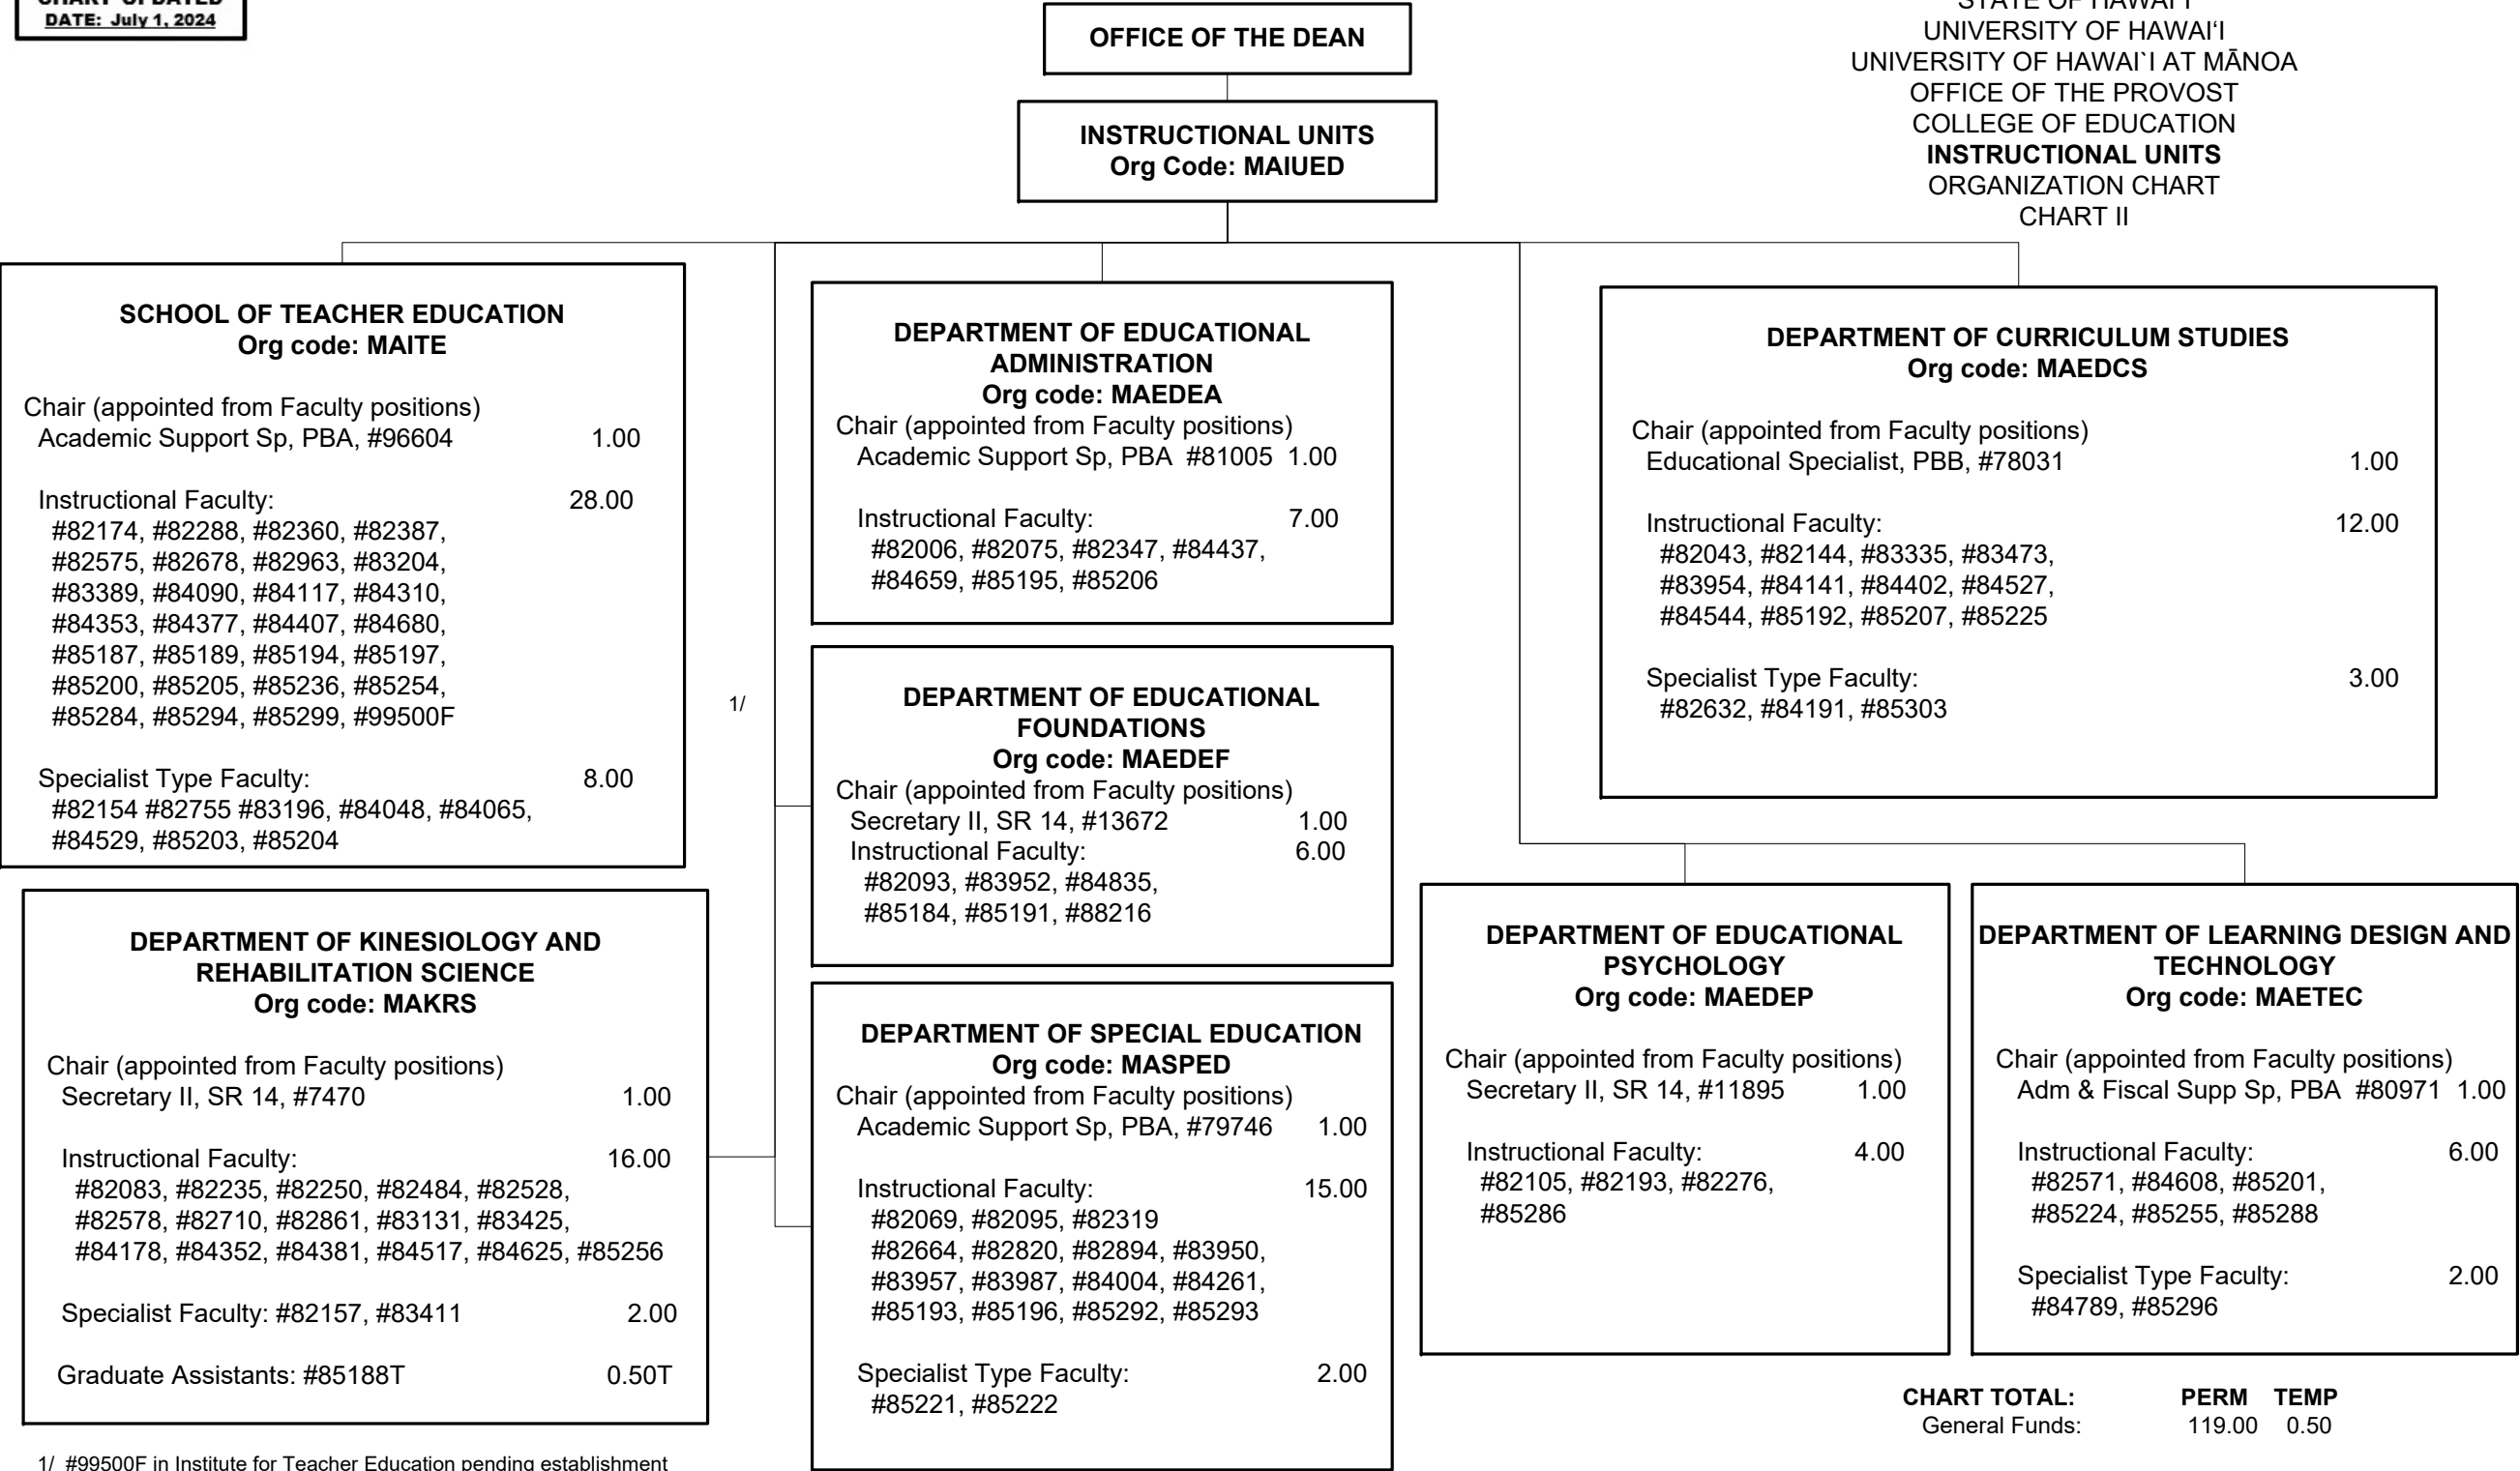 CHART UPDATED
DATE: July 1, 2024
STATE OF HAWAI‘I
UNIVERSITY OF HAWAI‘I
UNIVERSITY OF HAWAI`I AT MĀNOA
OFFICE OF THE PROVOST
COLLEGE OF EDUCATION
INSTRUCTIONAL UNITS
ORGANIZATION CHART
CHART II
OFFICE OF THE DEAN
INSTRUCTIONAL UNITS
Org Code: MAIUED
SCHOOL OF TEACHER EDUCATION
Org code: MAITE
Chair (appointed from Faculty positions)
Academic Support Sp, PBA, #96604 1.00
Instructional Faculty: 28.00
#82174, #82288, #82360, #82387,
#82575, #82678, #82963, #83204,
#83389, #84090, #84117, #84310,
#84353, #84377, #84407, #84680,
#85187, #85189, #85194, #85197,
#85200, #85205, #85236, #85254,
#85284, #85294, #85299, #99500F 1/
Specialist Type Faculty: 8.00
#82154 #82755 #83196, #84048, #84065,
#84529, #85203, #85204
DEPARTMENT OF KINESIOLOGY AND
REHABILITATION SCIENCE
Org code: MAKRS
Chair (appointed from Faculty positions)
Secretary II, SR 14, #7470 1.00
Instructional Faculty: 16.00
#82083, #82235, #82250, #82484, #82528,
#82578, #82710, #82861, #83131, #83425,
#84178, #84352, #84381, #84517, #84625, #85256
Specialist Faculty: #82157, #83411 2.00
Graduate Assistants: #85188T 0.50T
DEPARTMENT OF EDUCATIONAL
ADMINISTRATION
Org code: MAEDEA
Chair (appointed from Faculty positions)
Academic Support Sp, PBA #81005 1.00
Instructional Faculty: 7.00
#82006, #82075, #82347, #84437,
#84659, #85195, #85206
DEPARTMENT OF EDUCATIONAL
FOUNDATIONS
Org code: MAEDEF
Chair (appointed from Faculty positions)
Secretary II, SR 14, #13672 1.00
Instructional Faculty: 6.00
#82093, #83952, #84835,
#85184, #85191, #88216
DEPARTMENT OF SPECIAL EDUCATION
Org code: MASPED
Chair (appointed from Faculty positions)
Academic Support Sp, PBA, #79746 1.00
Instructional Faculty: 15.00
#82069, #82095, #82319
#82664, #82820, #82894, #83950,
#83957, #83987, #84004, #84261,
#85193, #85196, #85292, #85293
Specialist Type Faculty: 2.00
#85221, #85222
DEPARTMENT OF CURRICULUM STUDIES
Org code: MAEDCS
Chair (appointed from Faculty positions)
Educational Specialist, PBB, #78031 1.00
Instructional Faculty: 12.00
#82043, #82144, #83335, #83473,
#83954, #84141, #84402, #84527,
#84544, #85192, #85207, #85225
Specialist Type Faculty: 3.00
#82632, #84191, #85303
DEPARTMENT OF EDUCATIONAL
PSYCHOLOGY
Org code: MAEDEP
Chair (appointed from Faculty positions)
Secretary II, SR 14, #11895 1.00
Instructional Faculty: 4.00
#82105, #82193, #82276,
#85286
DEPARTMENT OF LEARNING DESIGN AND
TECHNOLOGY
Org code: MAETEC
Chair (appointed from Faculty positions)
Adm & Fiscal Supp Sp, PBA #80971 1.00
Instructional Faculty: 6.00
#82571, #84608, #85201,
#85224, #85255, #85288
Specialist Type Faculty: 2.00
#84789, #85296
CHART TOTAL: PERM TEMP
General Funds: 119.00 0.50
1/ #99500F in Institute for Teacher Education pending establishment